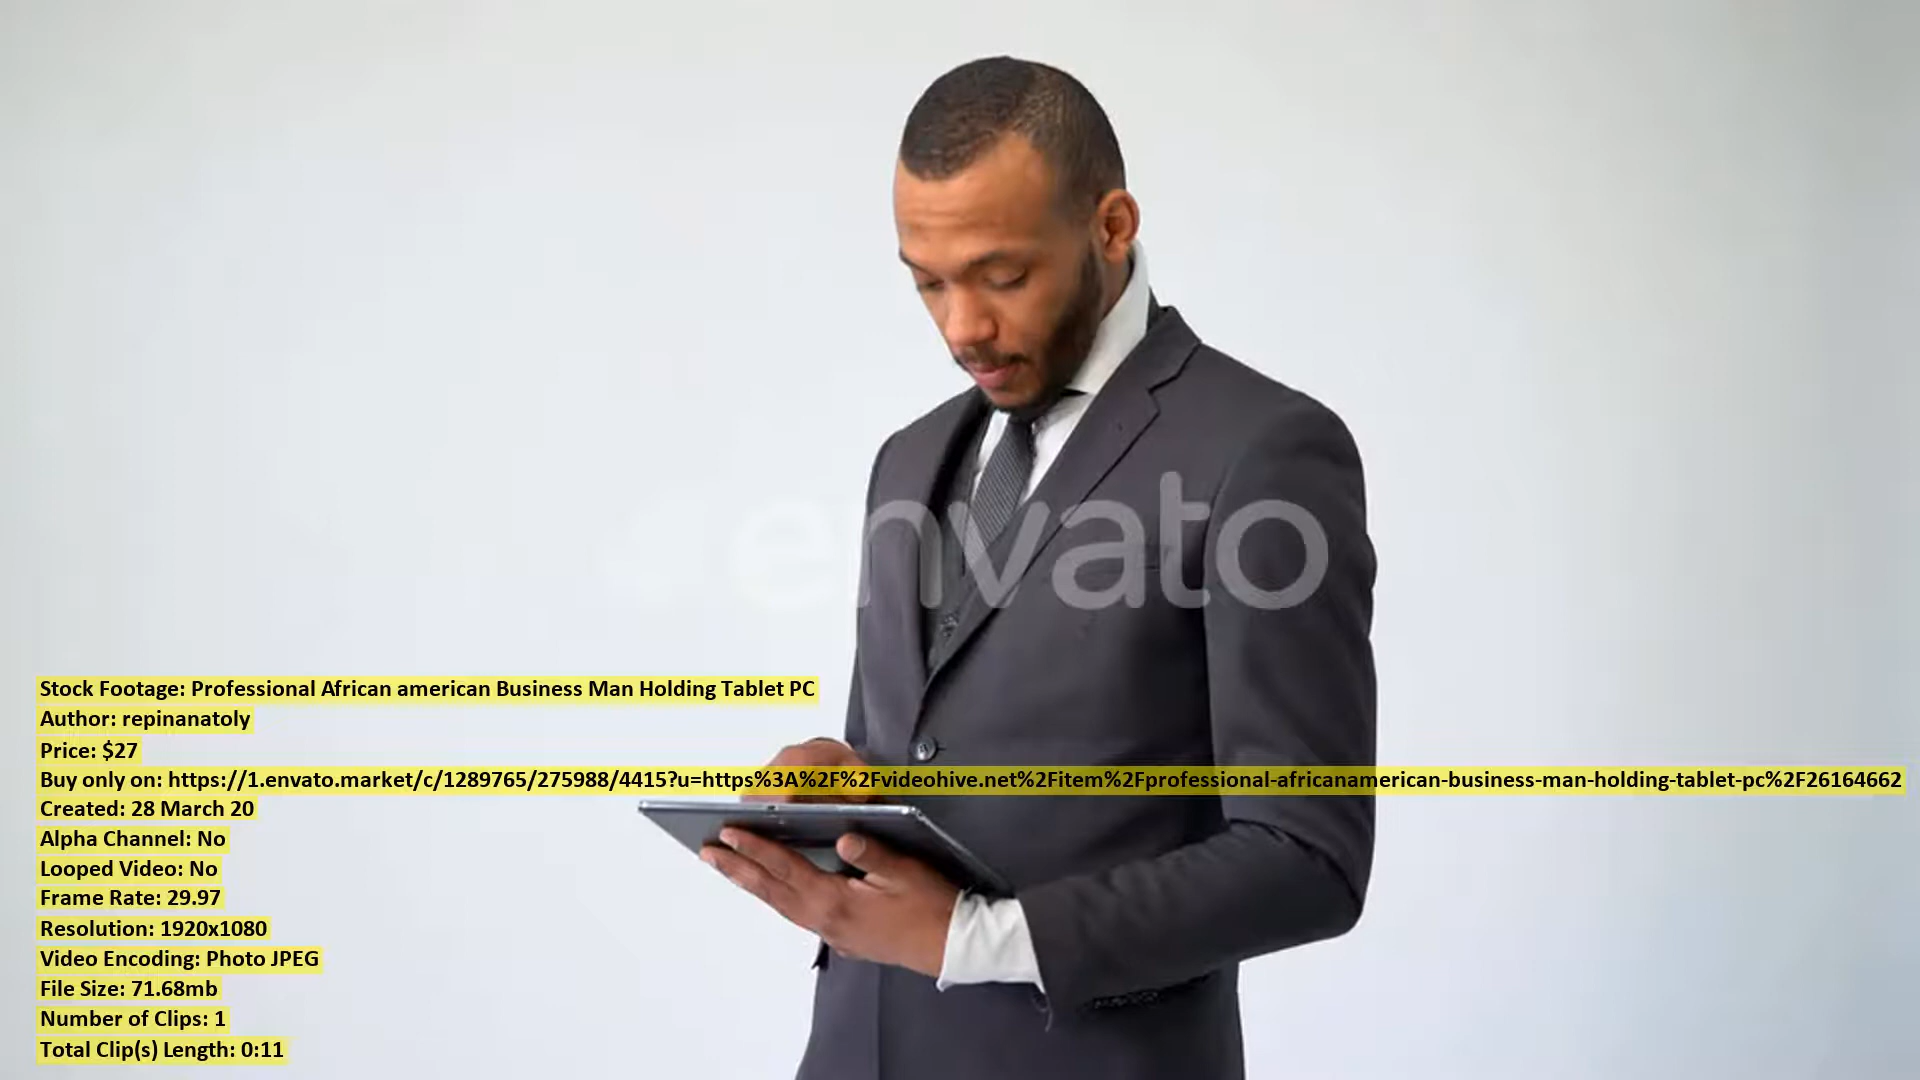 envato
Stock Footage: Professional African american Business Man Holding Tablet PC
Author: repinanatoly
Price: $27
Buy only on: https://1.envato.market/c/1289765/275988/4415?u=https%3A%2F%2Fvideohive.net%2Fitem%2Fprofessional-africanamerican-business-man-holding-tablet-pc%2F26164662
Created: 28 March 20
Alpha Channel: No
Looped Video: No
Frame Rate: 29.97
Resolution: 1920x1080
Video Encoding: Photo JPEG
File Size: 71.68mb
Number of Clips: 1
Total Clip(s) Length: 0:11